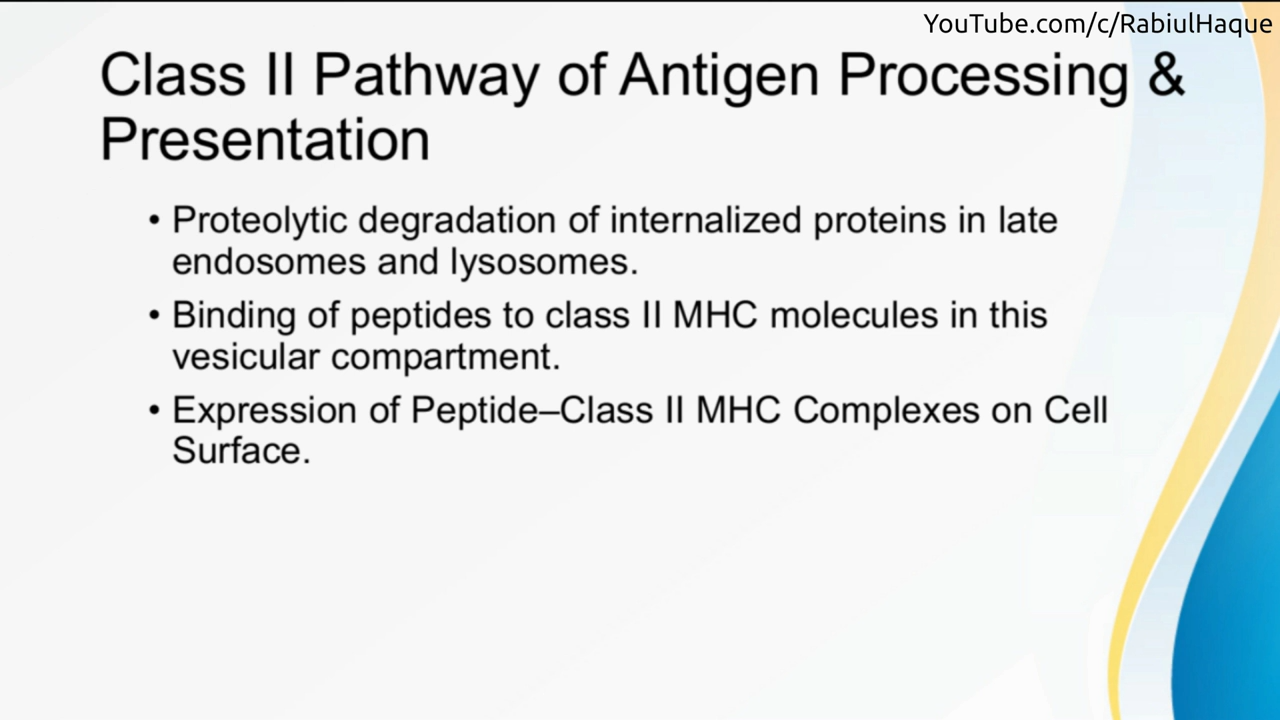 YouTube.com/c/RabiulHaque
Class II Pathway of Antigen Processing &
Presentation
• Proteolytic degradation of internalized proteins in late
endosomes and lysosomes.
• Binding of peptides to class II MHC molecules in this
vesicular compartment.
• Expression of Peptide–Class II MHC Complexes on Cell
Surface.